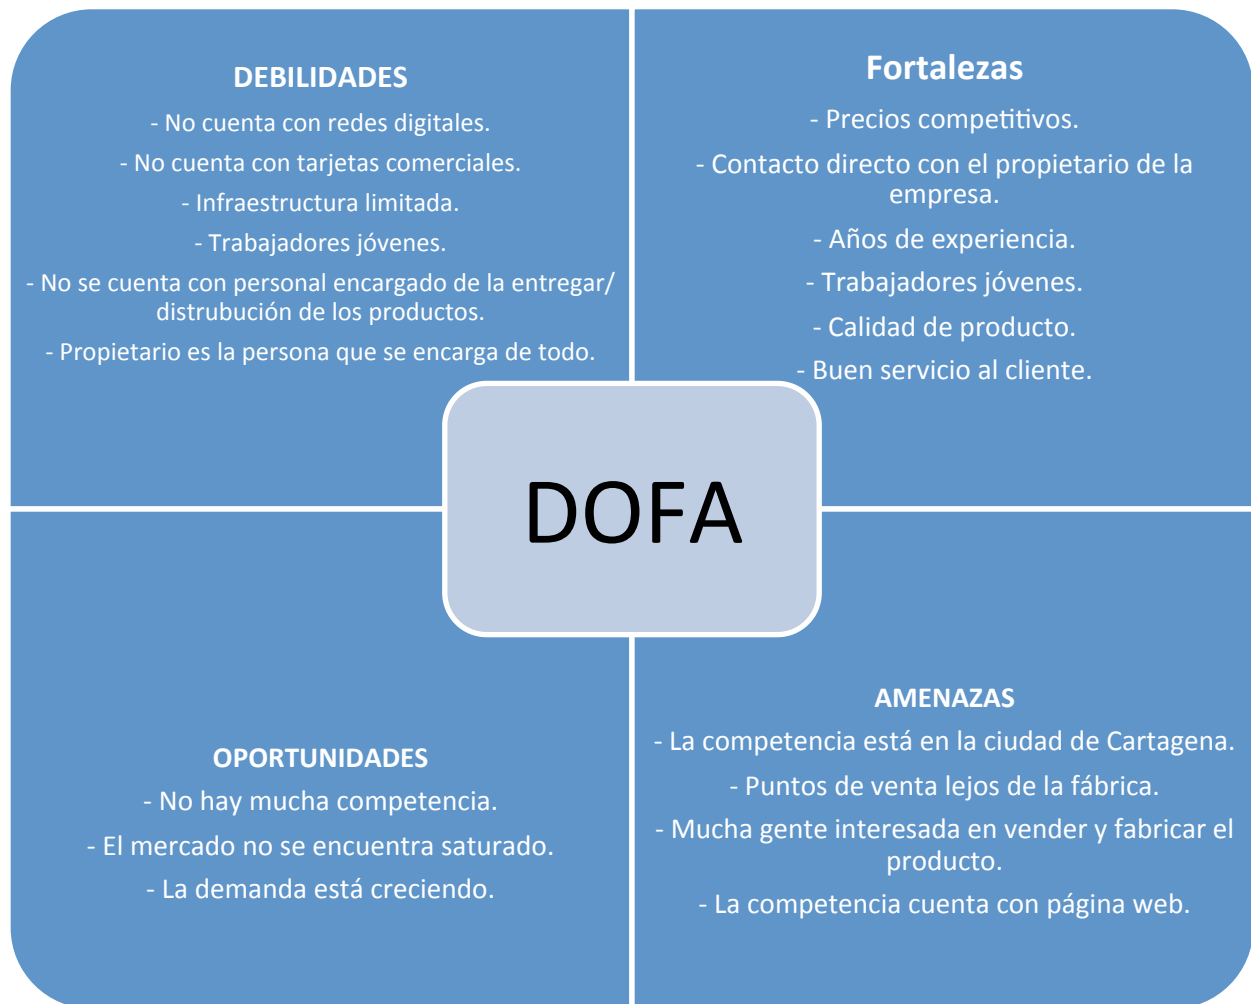 DEBILIDADES
- No cuenta con redes digitales.
- No cuenta con tarjetas comerciales.
- Infraestructura limitada.
- Trabajadores jóvenes.
- No se cuenta con personal encargado de la entregar/
distrubución de los productos.
- Propietario es la persona que se encarga de todo.
Fortalezas
- Precios competitivos.
- Contacto directo con el propietario de la
empresa.
- Años de experiencia.
- Trabajadores jóvenes.
- Calidad de producto.
- Buen servicio al cliente.
DOFA
OPORTUNIDADES
- No hay mucha competencia.
- El mercado no se encuentra saturado.
- La demanda está creciendo.
AMENAZAS
- La competencia está en la ciudad de Cartagena.
- Puntos de venta lejos de la fábrica.
- Mucha gente interesada en vender y fabricar el
producto.
- La competencia cuenta con página web.